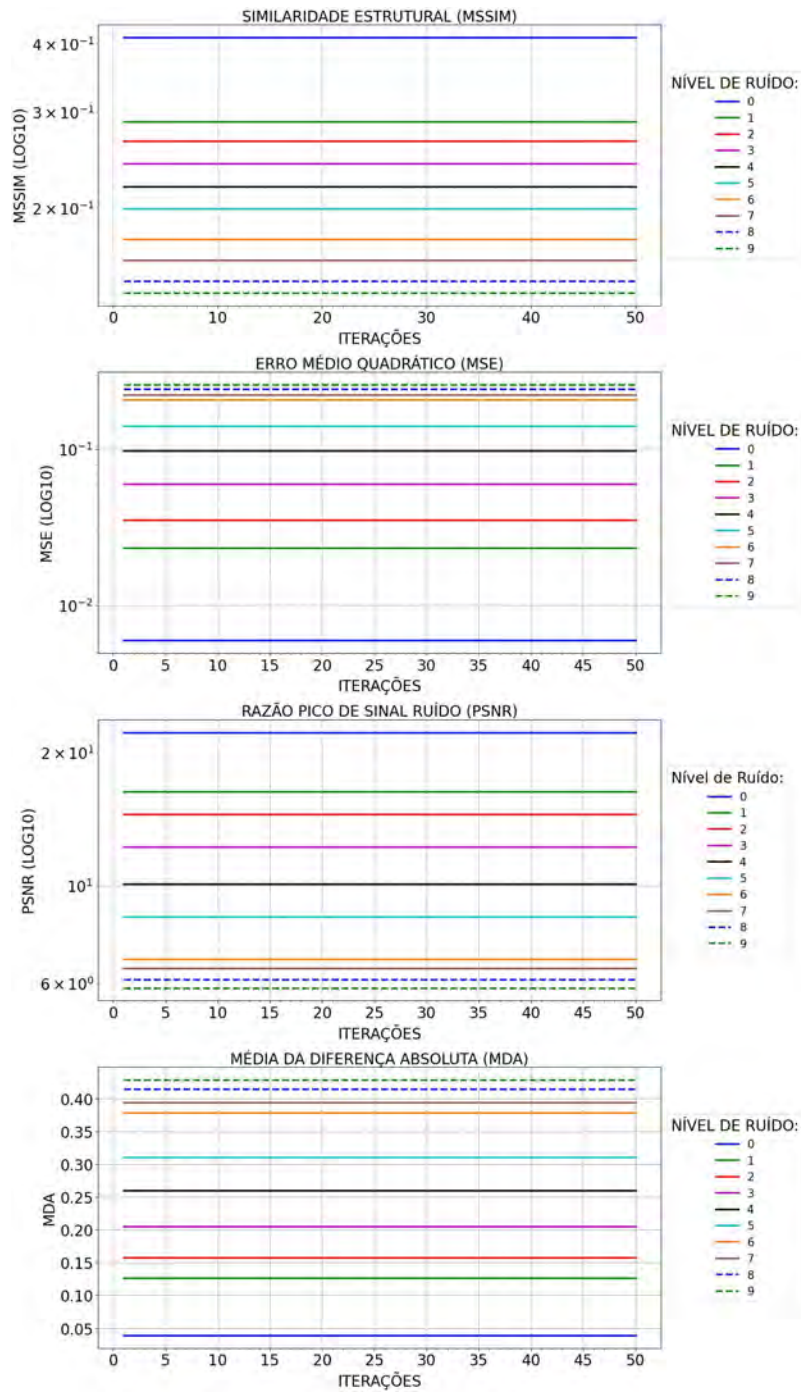 SIMILARIDADE ESTRUTURAL (MSSIM)
4 × 10⁻¹
3 × 10⁻¹
2 × 10⁻¹
MSSIM (LOG10)
0 10 20 30 40 50
ITERAÇÕES
NÍVEL DE RUÍDO:
0
1
2
3
4
5
6
7
8
9
ERRO MÉDIO QUADRÁTICO (MSE)
10⁻¹
10⁻²
MSE (LOG10)
0 5 10 15 20 25 30 35 40 45 50
ITERAÇÕES
NÍVEL DE RUÍDO:
0
1
2
3
4
5
6
7
8
9
RAZÃO PICO DE SINAL RUÍDO (PSNR)
2 × 10¹
10¹
6 × 10⁰
PSNR (LOG10)
0 5 10 15 20 25 30 35 40 45 50
ITERAÇÕES
Nível de Ruído:
0
1
2
3
4
5
6
7
8
9
MÉDIA DA DIFERENÇA ABSOLUTA (MDA)
0.40
0.35
0.30
0.25
0.20
0.15
0.10
0.05
MDA
0 5 10 15 20 25 30 35 40 45 50
ITERAÇÕES
NÍVEL DE RUÍDO:
0
1
2
3
4
5
6
7
8
9